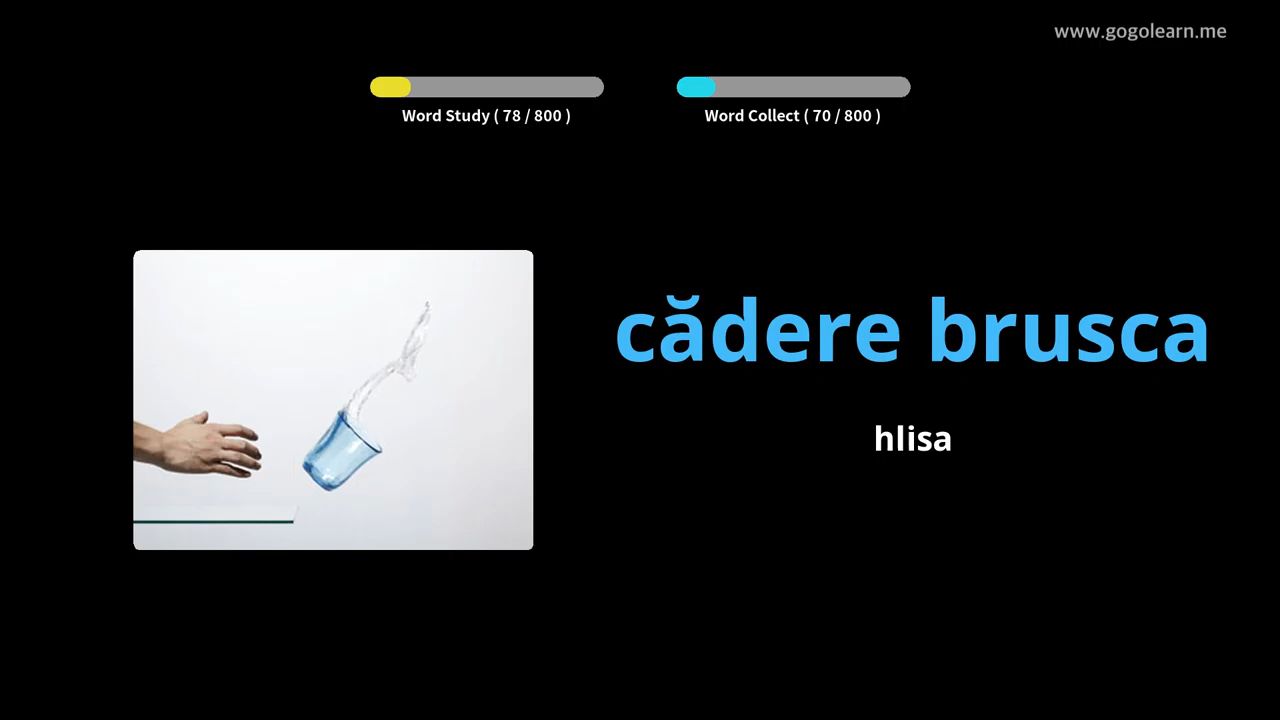 www.gogolearn.me
Word Study ( 78 / 800 )
Word Collect ( 70 / 800 )
cădere brusca
hlisa